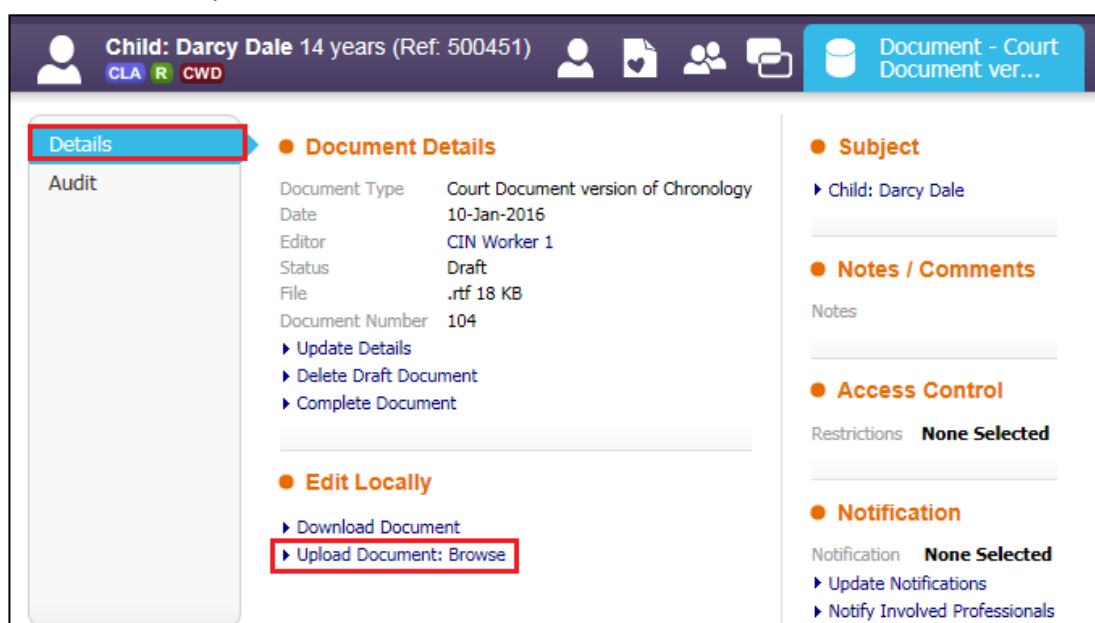 Child: Darcy Dale 14 years (Ref: 500451)
CLA R CWD
Document - Court
Document ver...
Details
Audit
Document Details
Document Type Court Document version of Chronology
Date 10-Jan-2016
Editor CIN Worker 1
Status Draft
File .rtf 18 KB
Document Number 104
Update Details
Delete Draft Document
Complete Document
Edit Locally
Download Document
Upload Document: Browse
Subject
Child: Darcy Dale
Notes / Comments
Notes
Access Control
Restrictions None Selected
Notification
Notification None Selected
Update Notifications
Notify Involved Professionals